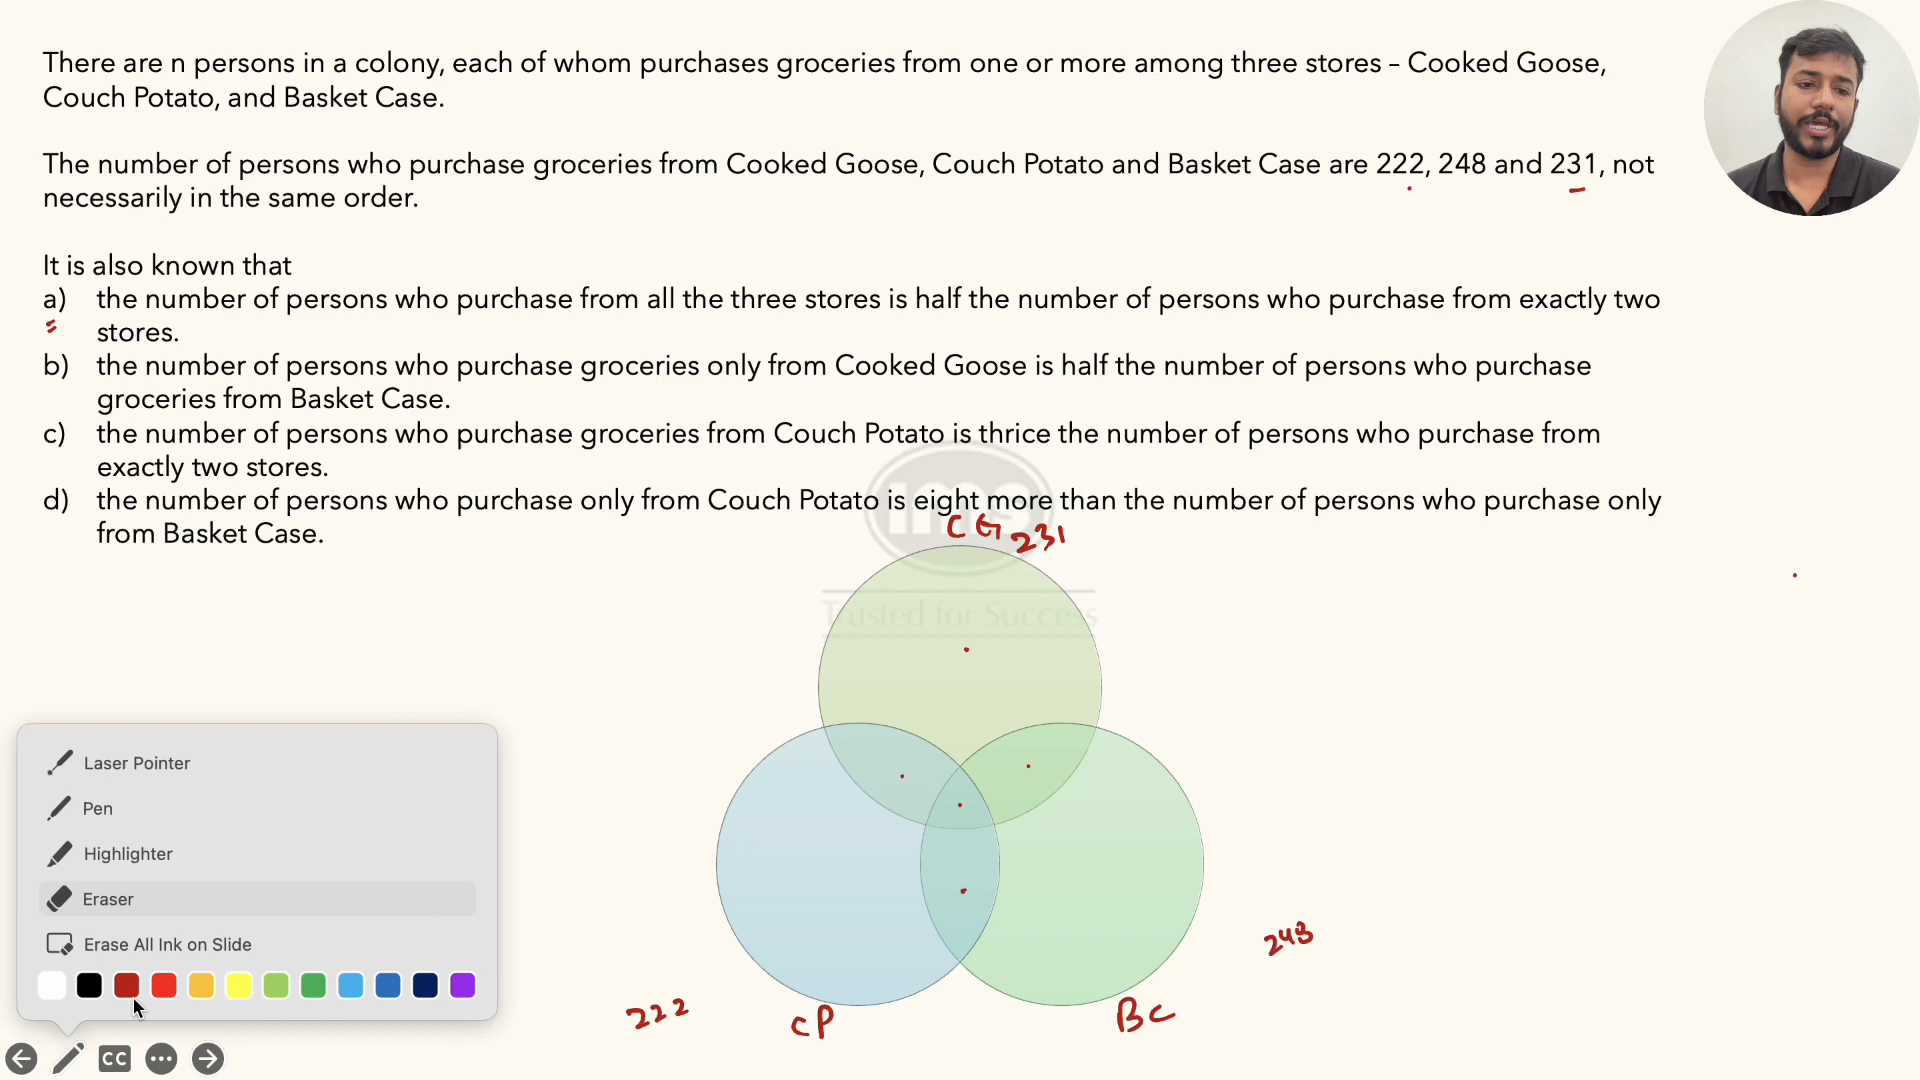 There are n persons in a colony, each of whom purchases groceries from one or more among three stores – Cooked Goose,
Couch Potato, and Basket Case.
The number of persons who purchase groceries from Cooked Goose, Couch Potato and Basket Case are 222, 248 and 231, not
necessarily in the same order.
It is also known that
a) the number of persons who purchase from all the three stores is half the number of persons who purchase from exactly two
stores.
b) the number of persons who purchase groceries only from Cooked Goose is half the number of persons who purchase
groceries from Basket Case.
c) the number of persons who purchase groceries from Couch Potato is thrice the number of persons who purchase from
exactly two stores.
d) the number of persons who purchase only from Couch Potato is eight more than the number of persons who purchase only
from Basket Case.
ims
Trusted for Success
CG 231
Laser Pointer
Pen
Highlighter
Eraser
Erase All Ink on Slide
248
222
CP
BC
CC